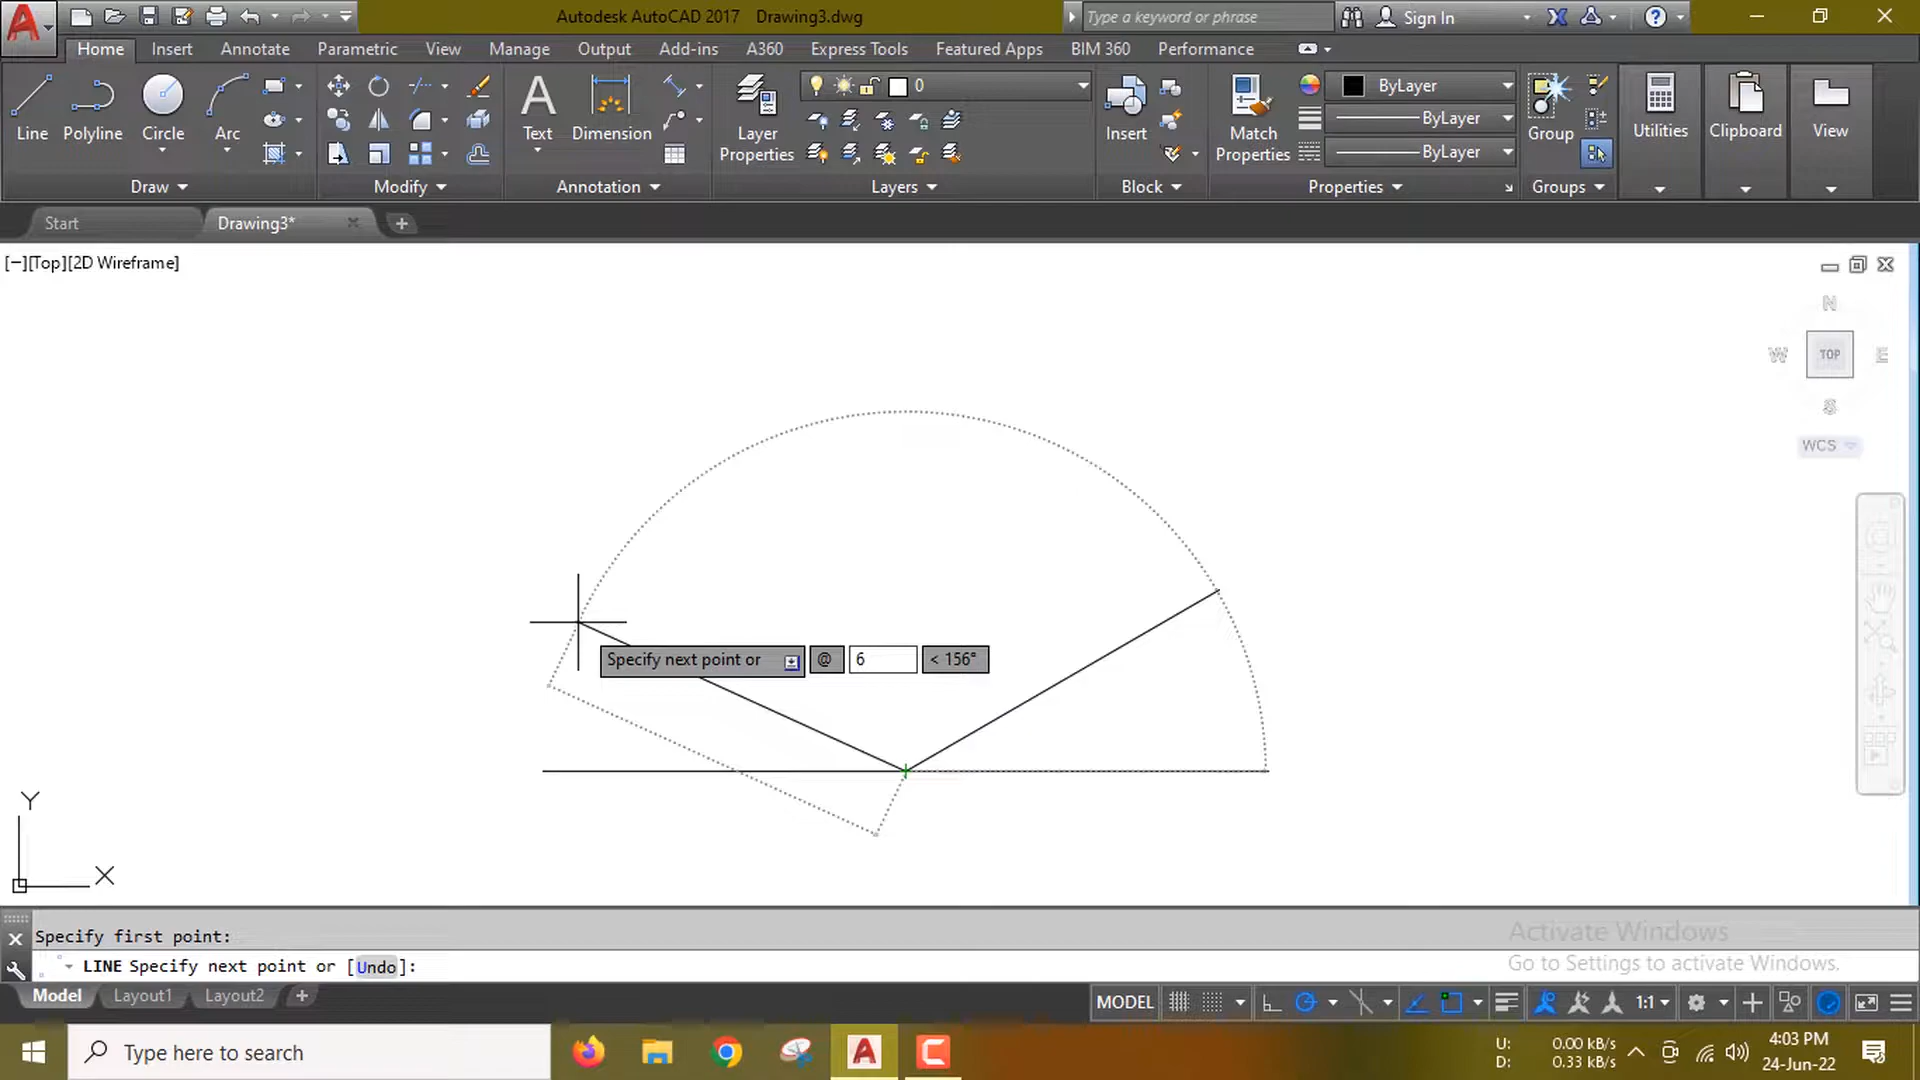 Autodesk AutoCAD 2017 Drawing3.dwg
Type a keyword or phrase
Sign In
Home Insert Annotate Parametric View Manage Output Add-ins A360 Express Tools Featured Apps BIM 360 Performance
Line Polyline Circle Arc
Text Dimension
Layer Properties
0
Insert
Match Properties
ByLayer
ByLayer
ByLayer
Group
Utilities
Clipboard
View
Draw Modify Annotation Layers Block Properties Groups
Start Drawing3*
[−][Top][2D Wireframe]
N
W TOP E
S
WCS
Specify next point or @ 6 < 156°
Y
X
Specify first point:
LINE Specify next point or [Undo]:
Activate Windows
Go to Settings to activate Windows.
Model Layout1 Layout2
MODEL
1:1
Type here to search
U: 0.00 kB/s
D: 0.33 kB/s
4:03 PM
24-Jun-22